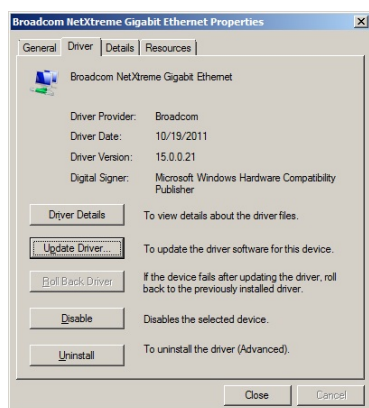 Broadcom NetXtreme Gigabit Ethernet Properties
General Driver Details Resources
Broadcom NetXtreme Gigabit Ethernet
Driver Provider: Broadcom
Driver Date: 10/19/2011
Driver Version: 15.0.0.21
Digital Signer: Microsoft Windows Hardware Compatibility
Publisher
Driver Details To view details about the driver files.
Update Driver... To update the driver software for this device.
Roll Back Driver If the device fails after updating the driver, roll
back to the previously installed driver.
Disable Disables the selected device.
Uninstall To uninstall the driver (Advanced).
Close Cancel